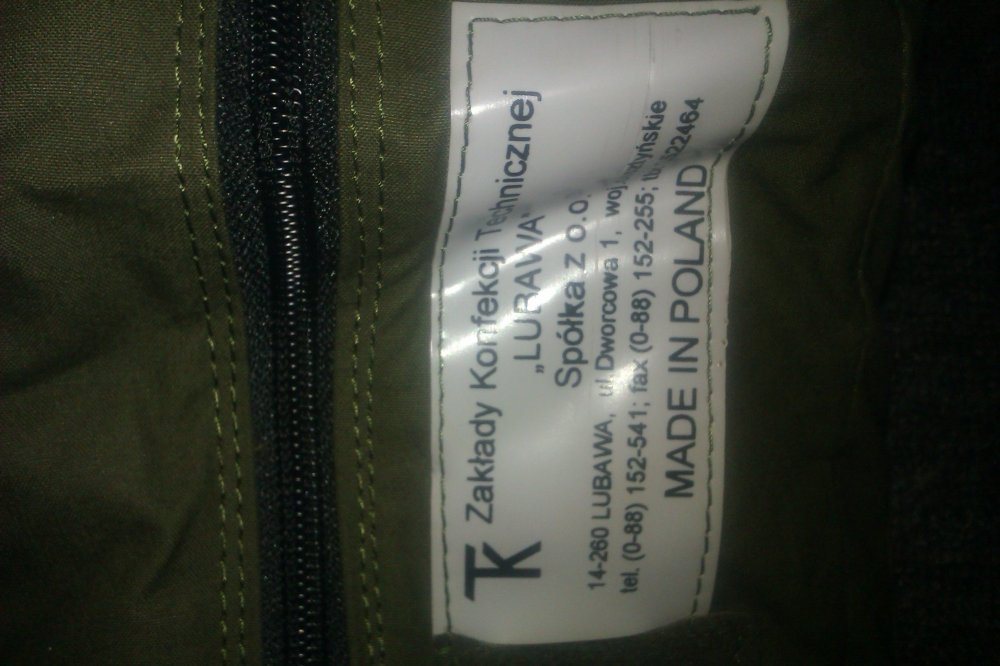 TK Zakłady Konfekcji Technicznej
„LUBAWA"
Spółka z o.o.
14-260 LUBAWA, ul Dworcowa 1,
tel. (0-88) 152-541; fax (0-88) 152-255;
MADE IN POLAND